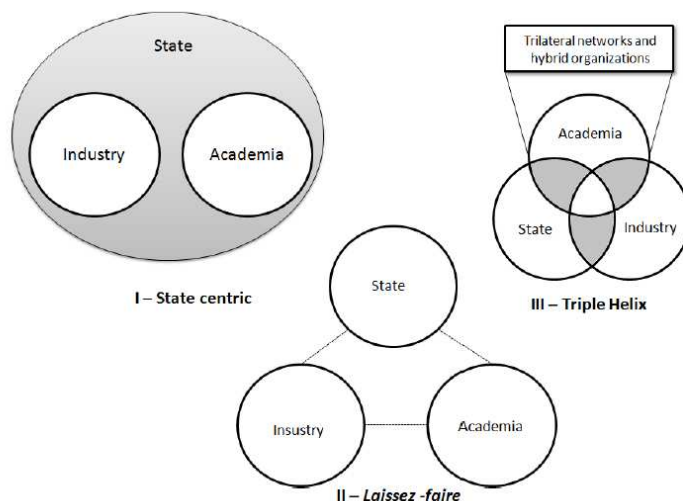 State
Industry
Academia
I – State centric
Trilateral networks and
hybrid organizations
Academia
State
Industry
III – Triple Helix
State
Insustry
Academia
II – Laissez -faire